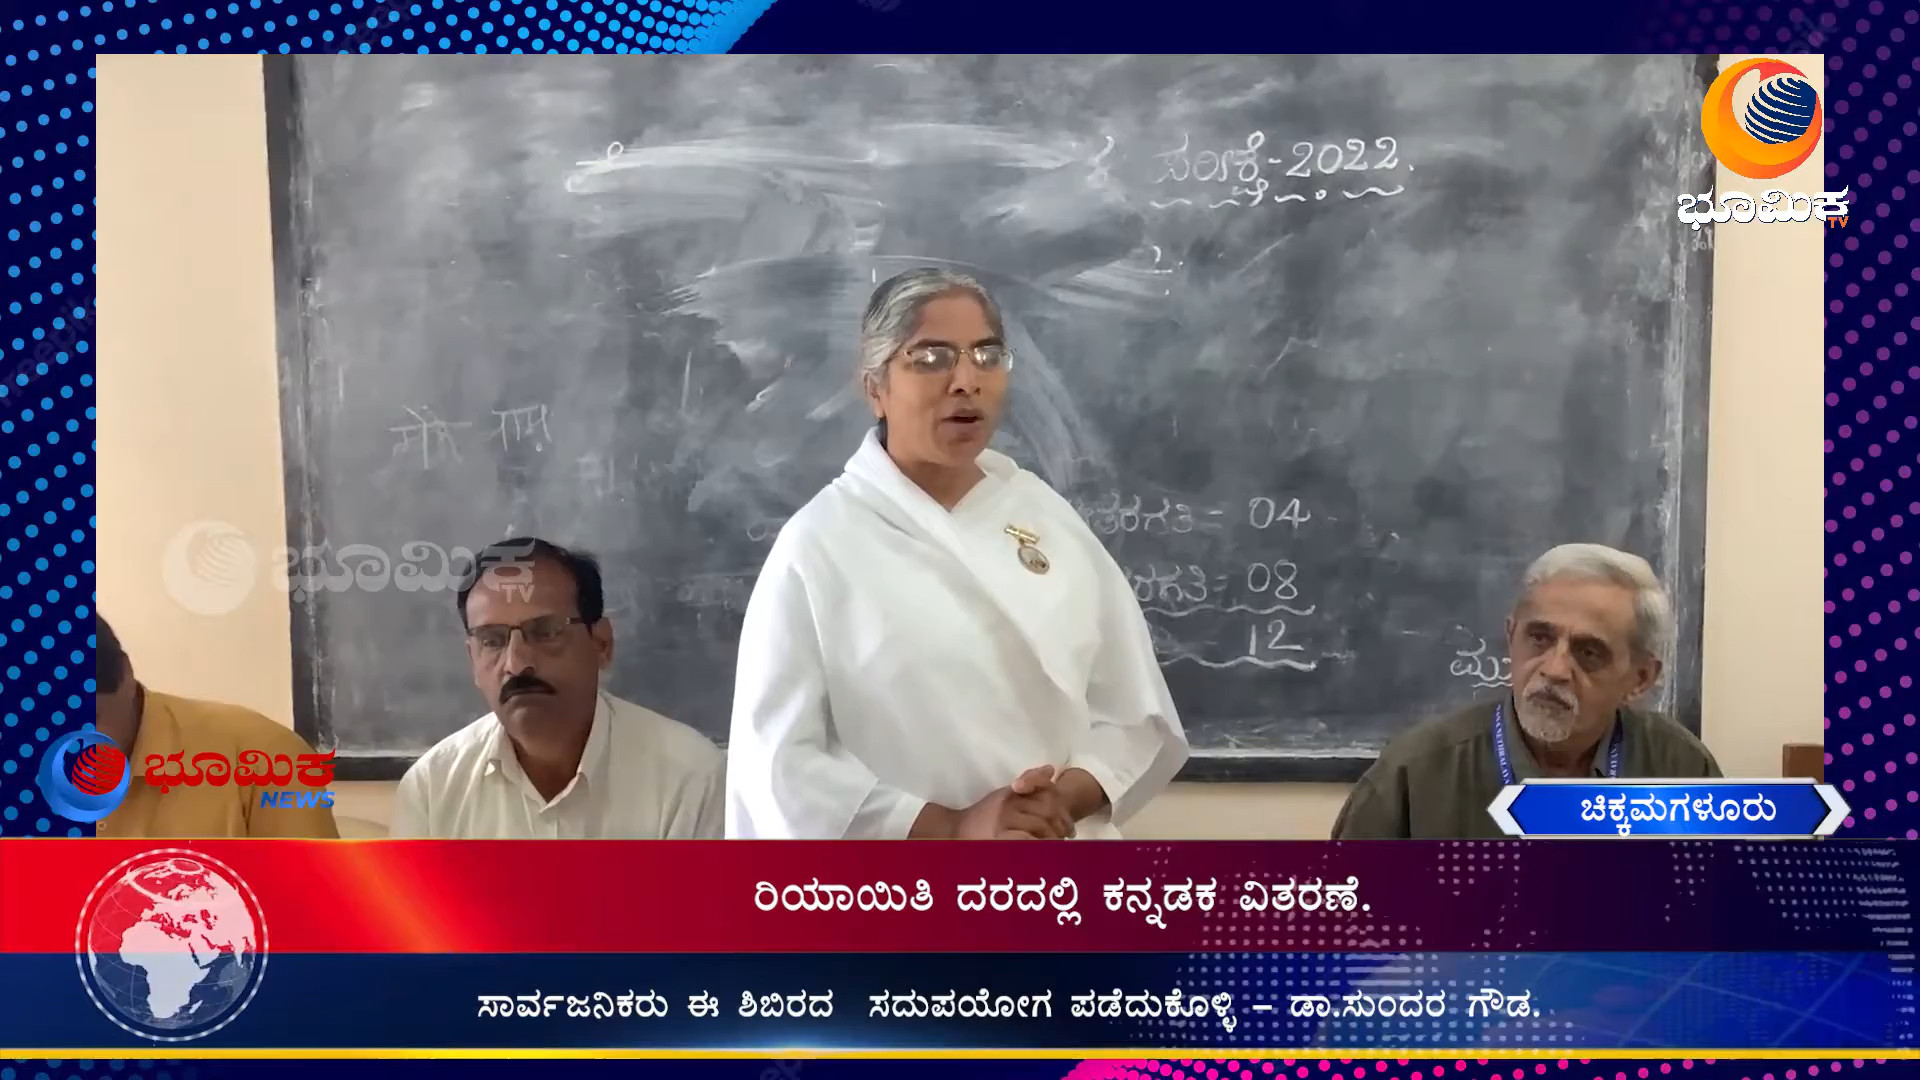 ಪರೀಕ್ಷೆ-2022.
ಭೂಮಿಕ
TV
04
08
12
ಭೂಮಿಕ
TV
ಭೂಮಿಕ
NEWS
ಚಿಕ್ಕಮಗಳೂರು
ರಿಯಾಯಿತಿ ದರದಲ್ಲಿ ಕನ್ನಡಕ ವಿತರಣೆ.
ಸಾರ್ವಜನಿಕರು ಈ ಶಿಬಿರದ ಸದುಪಯೋಗ ಪಡೆದುಕೊಳ್ಳಿ – ಡಾ.ಸುಂದರ ಗೌಡ.